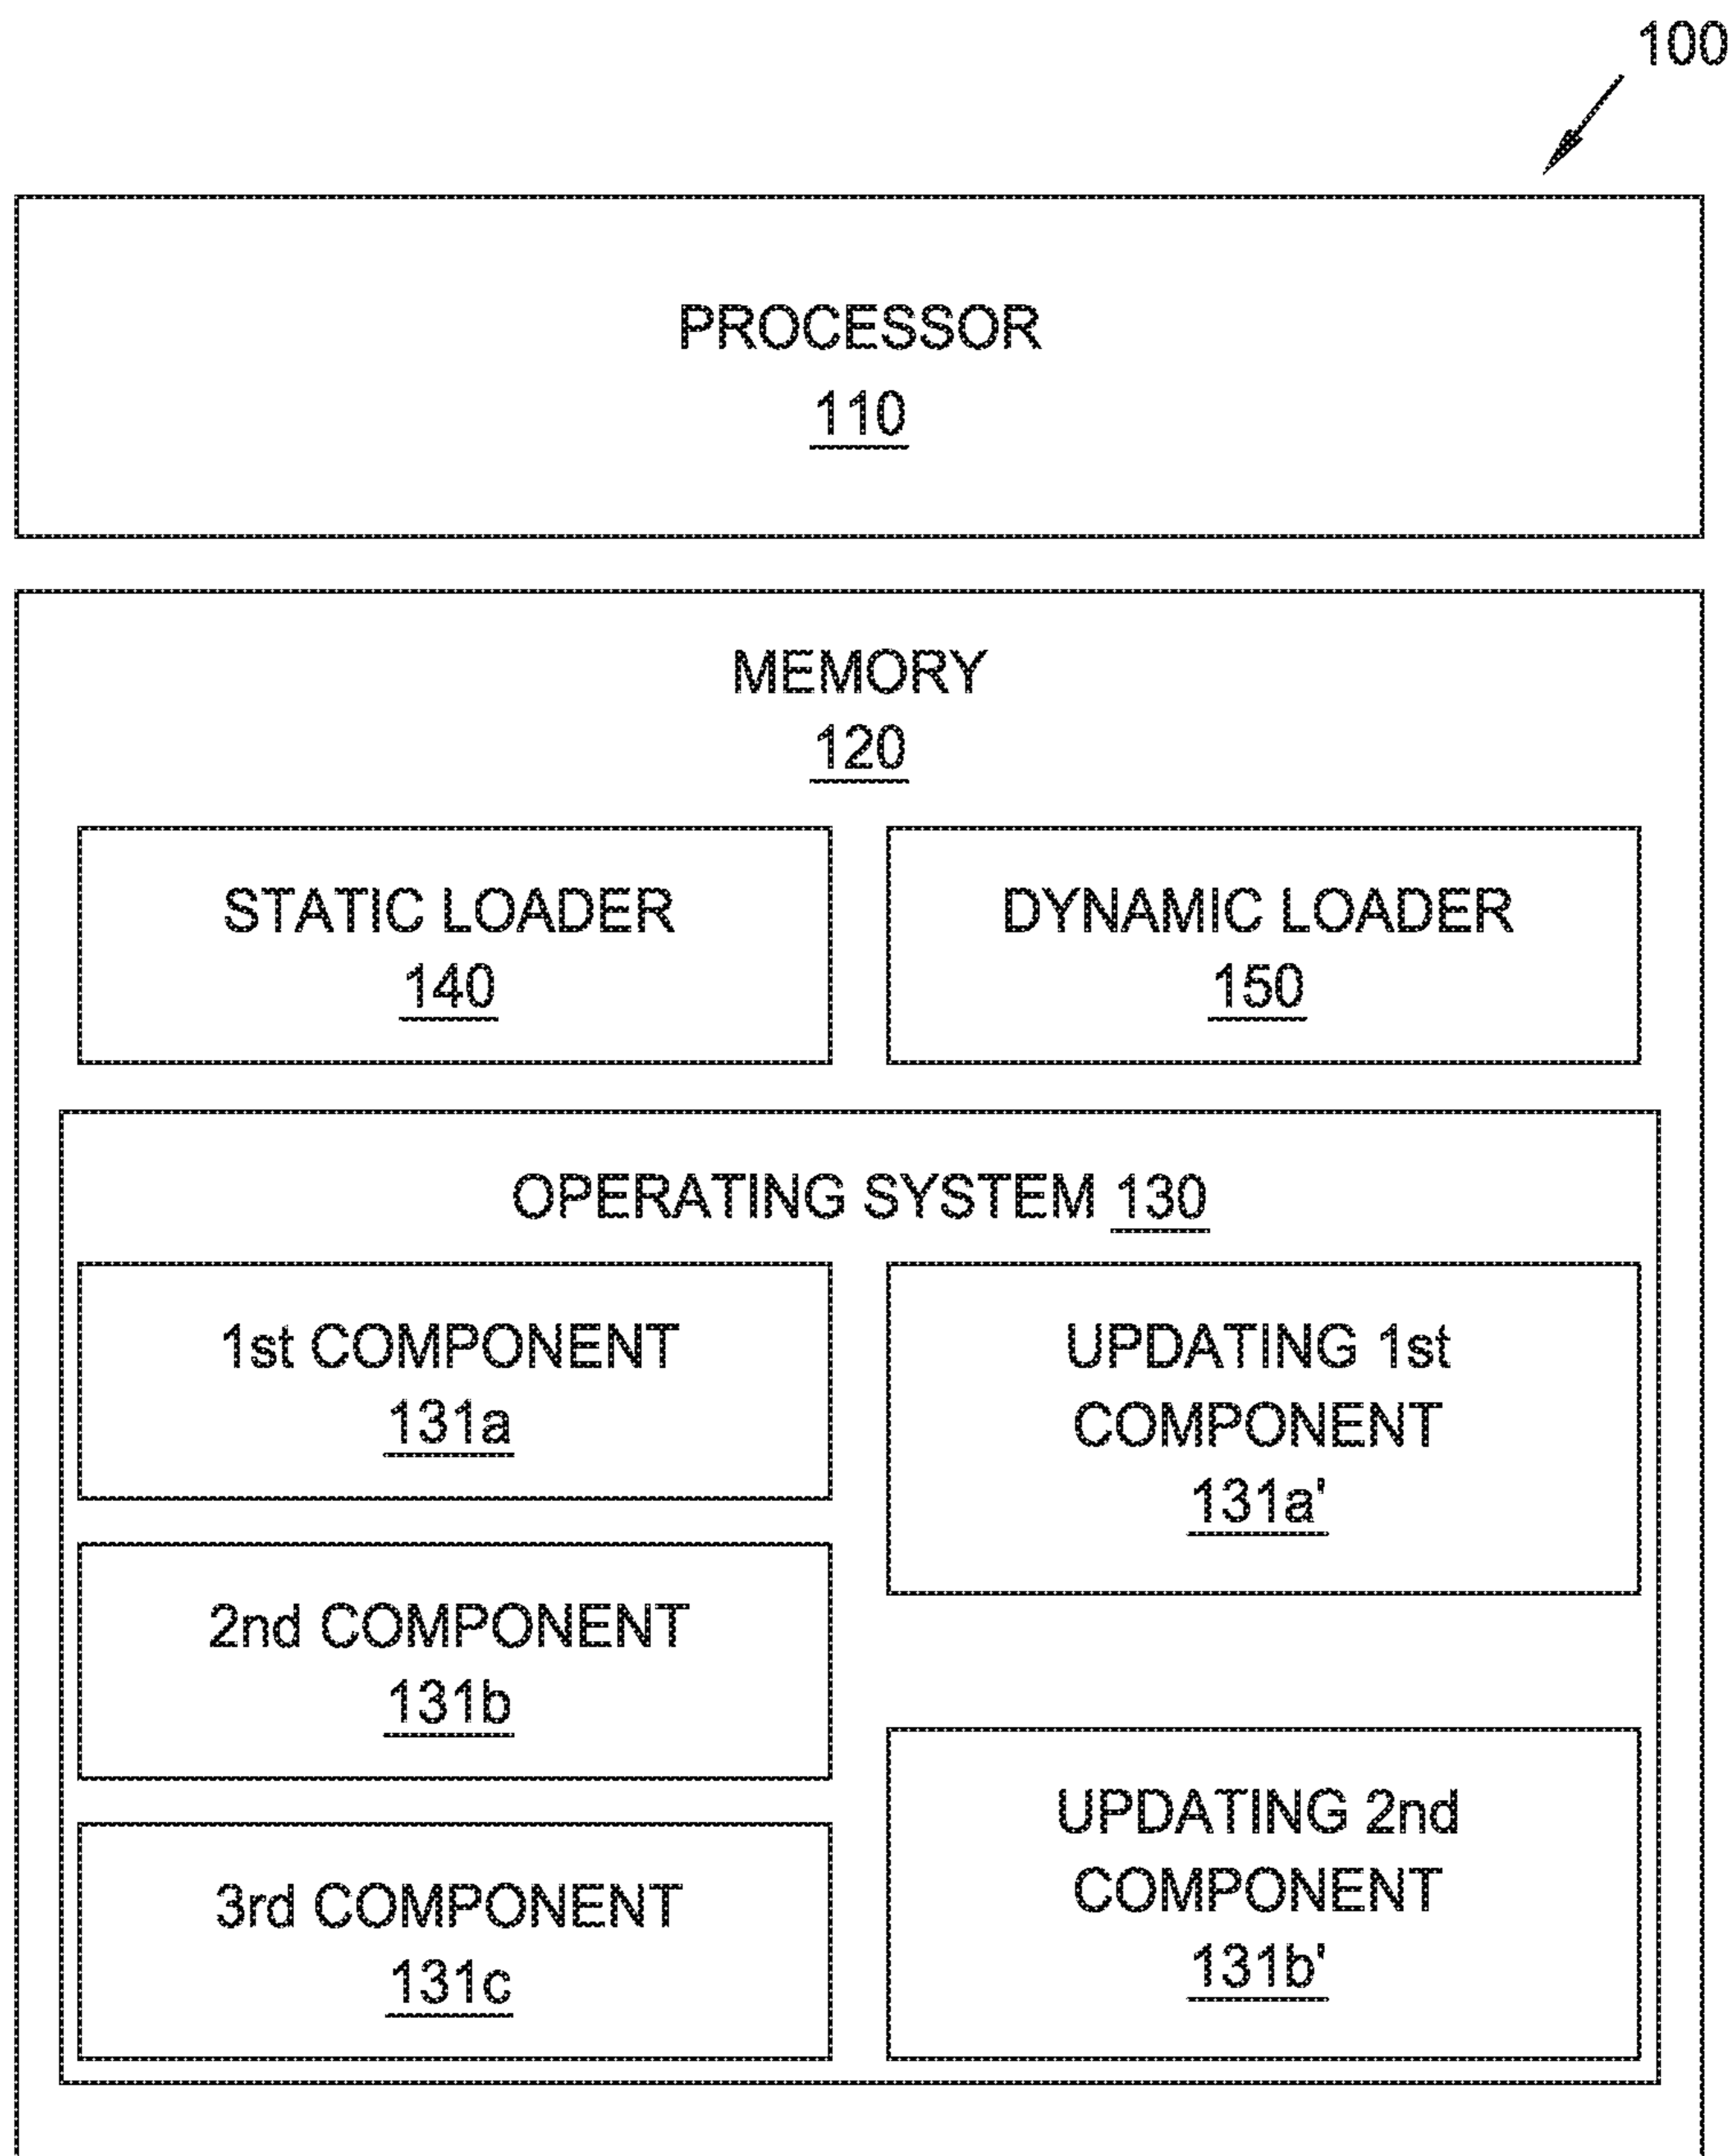 100
PROCESSOR
110
MEMORY
120
STATIC LOADER
140
DYNAMIC LOADER
150
OPERATING SYSTEM 130
1st COMPONENT
131a
UPDATING 1st
COMPONENT
131a'
2nd COMPONENT
131b
3rd COMPONENT
131c
UPDATING 2nd
COMPONENT
131b'